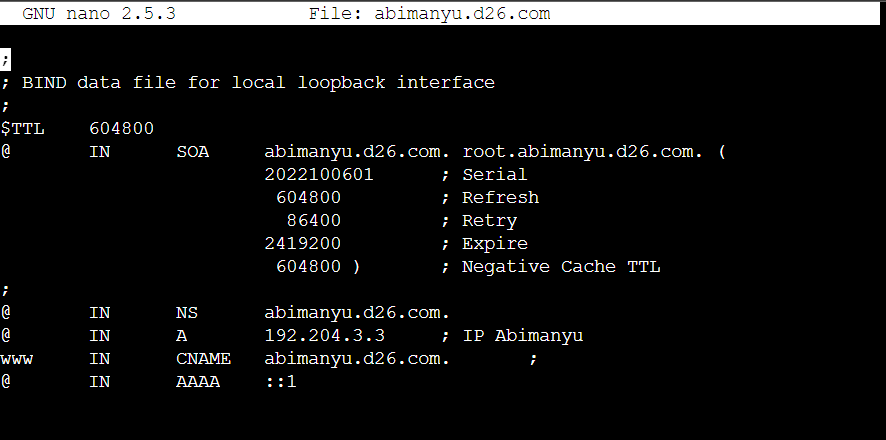 GNU nano 2.5.3 File: abimanyu.d26.com
;
; BIND data file for local loopback interface
;
$TTL 604800
@ IN SOA abimanyu.d26.com. root.abimanyu.d26.com. (
2022100601 ; Serial
604800 ; Refresh
86400 ; Retry
2419200 ; Expire
604800 ) ; Negative Cache TTL
;
@ IN NS abimanyu.d26.com.
@ IN A 192.204.3.3 ; IP Abimanyu
www IN CNAME abimanyu.d26.com. ;
@ IN AAAA ::1